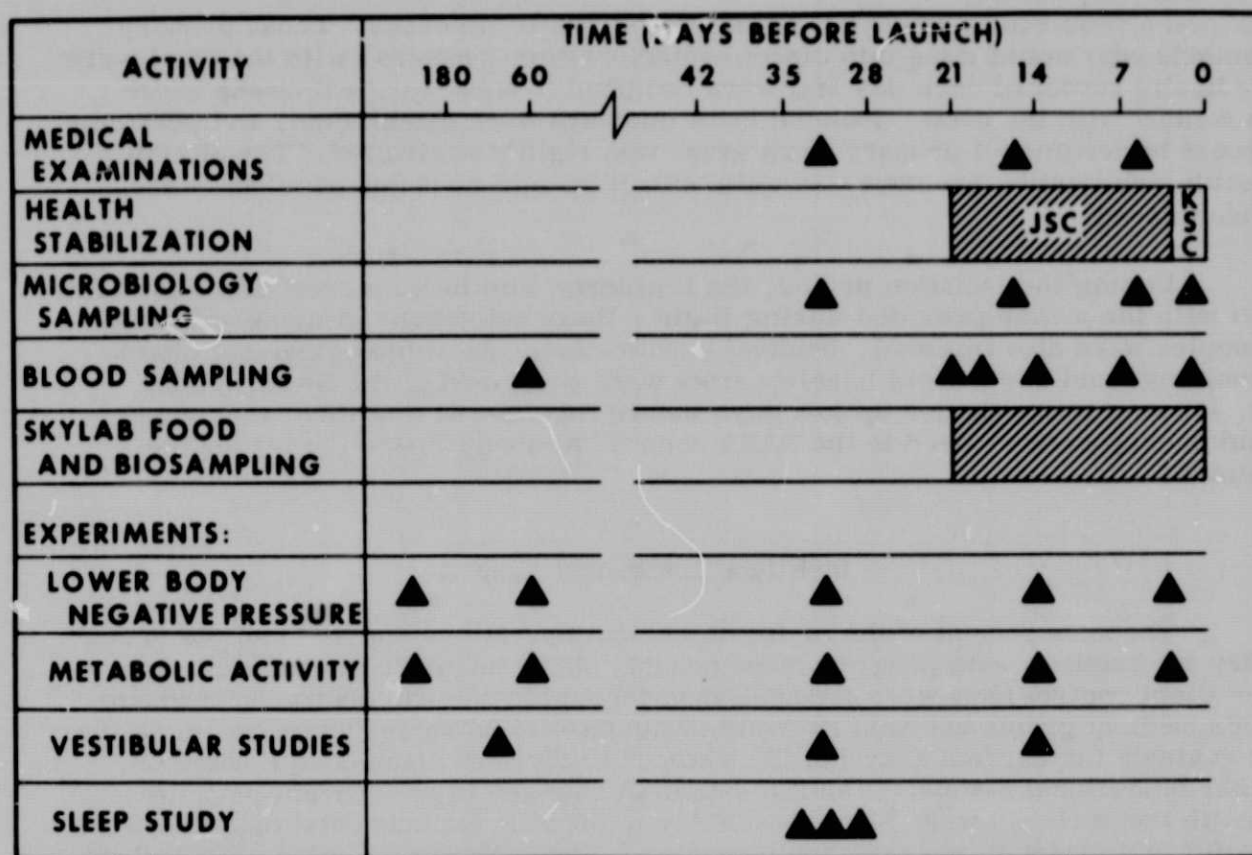 TIME (DAYS BEFORE LAUNCH)
ACTIVITY
180 60 42 35 28 21 14 7 0
MEDICAL
EXAMINATIONS
HEALTH
STABILIZATION
JSC
KSC
MICROBIOLOGY
SAMPLING
BLOOD SAMPLING
SKYLAB FOOD
AND BIOSAMPLING
EXPERIMENTS:
LOWER BODY
NEGATIVE PRESSURE
METABOLIC ACTIVITY
VESTIBULAR STUDIES
SLEEP STUDY